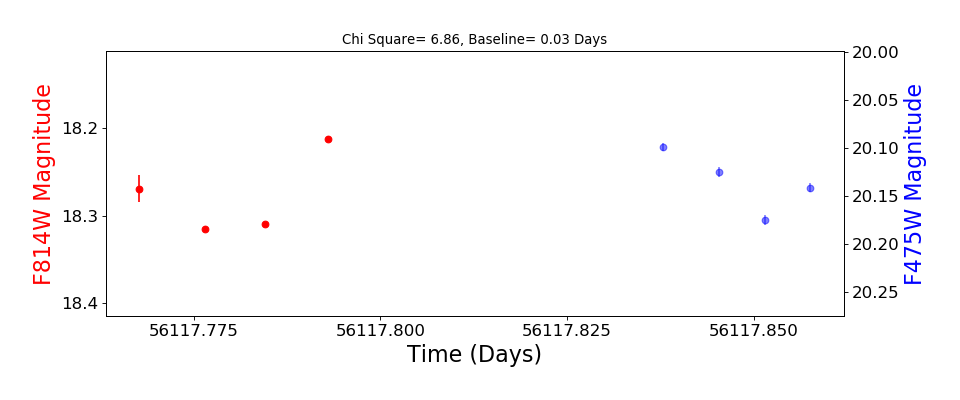 Chi Square= 6.86, Baseline= 0.03 Days
F814W Magnitude
18.2
18.3
18.4
20.00
20.05
20.10
20.15
20.20
20.25
F475W Magnitude
56117.775 56117.800 56117.825 56117.850
Time (Days)